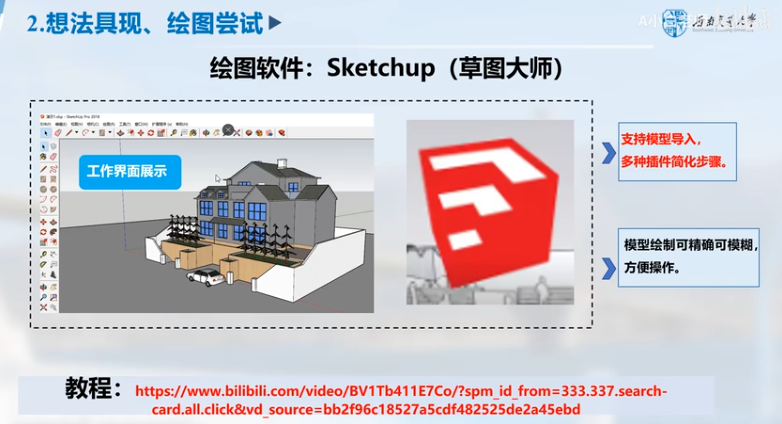 2.想法具现、绘图尝试
绘图软件：Sketchup（草图大师）
工作界面展示
支持模型导入，
多种插件简化步骤。
模型绘制可精确可模糊，
方便操作。
教程：https://www.bilibili.com/video/BV1Tb411E7Co/?spm_id_from=333.337.search-
card.all.click&vd_source=bb2f96c18527a5cdf482525de2a45ebd